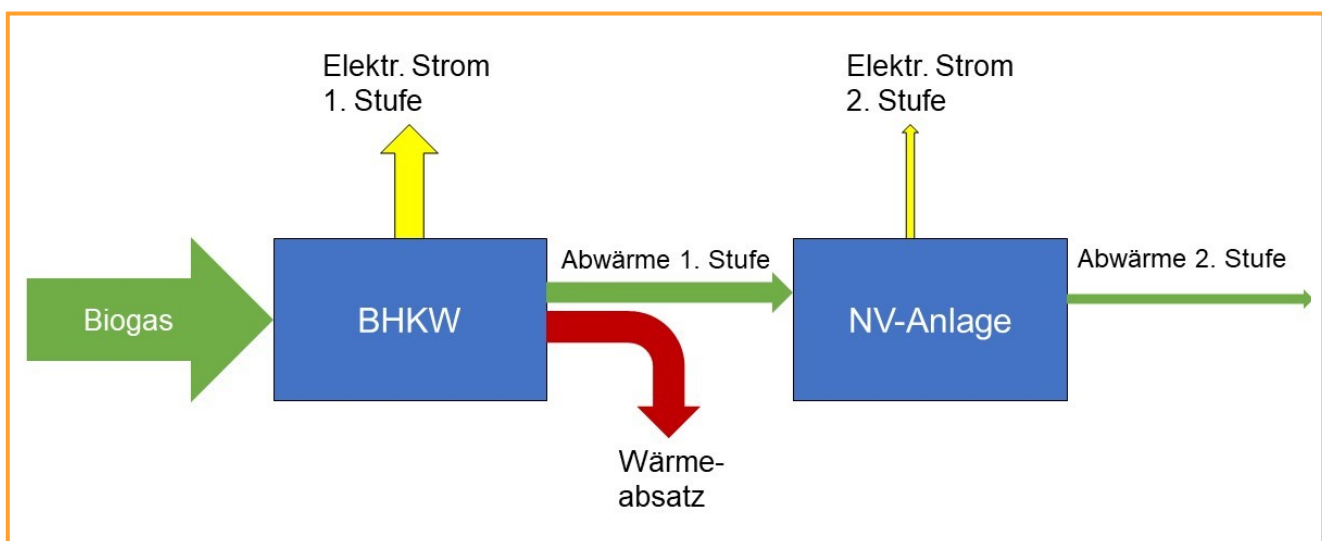 Elektr. Strom
1. Stufe
Elektr. Strom
2. Stufe
Biogas
BHKW
Abwärme 1. Stufe
NV-Anlage
Abwärme 2. Stufe
Wärme-
absatz